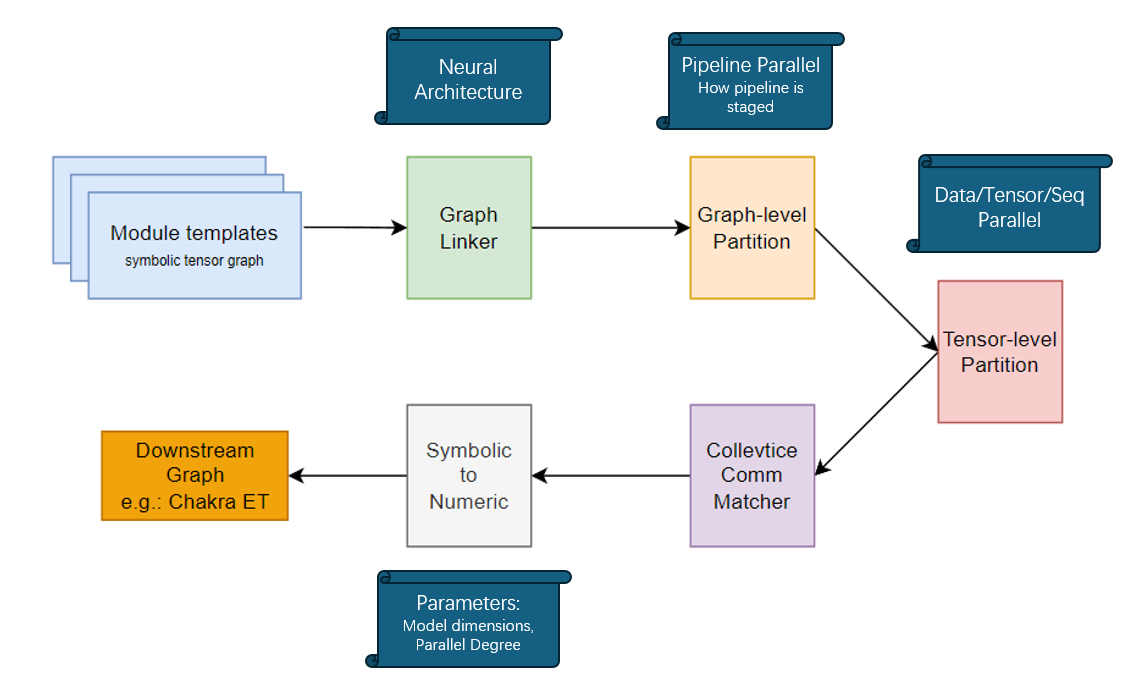 Neural
Architecture
Pipeline Parallel
How pipeline is
staged
Data/Tensor/Seq
Parallel
Module templates
symbolic tensor graph
Graph
Linker
Graph-level
Partition
Tensor-level
Partition
Collevtice
Comm
Matcher
Symbolic
to
Numeric
Downstream
Graph
e.g.: Chakra ET
Parameters:
Model dimensions,
Parallel Degree